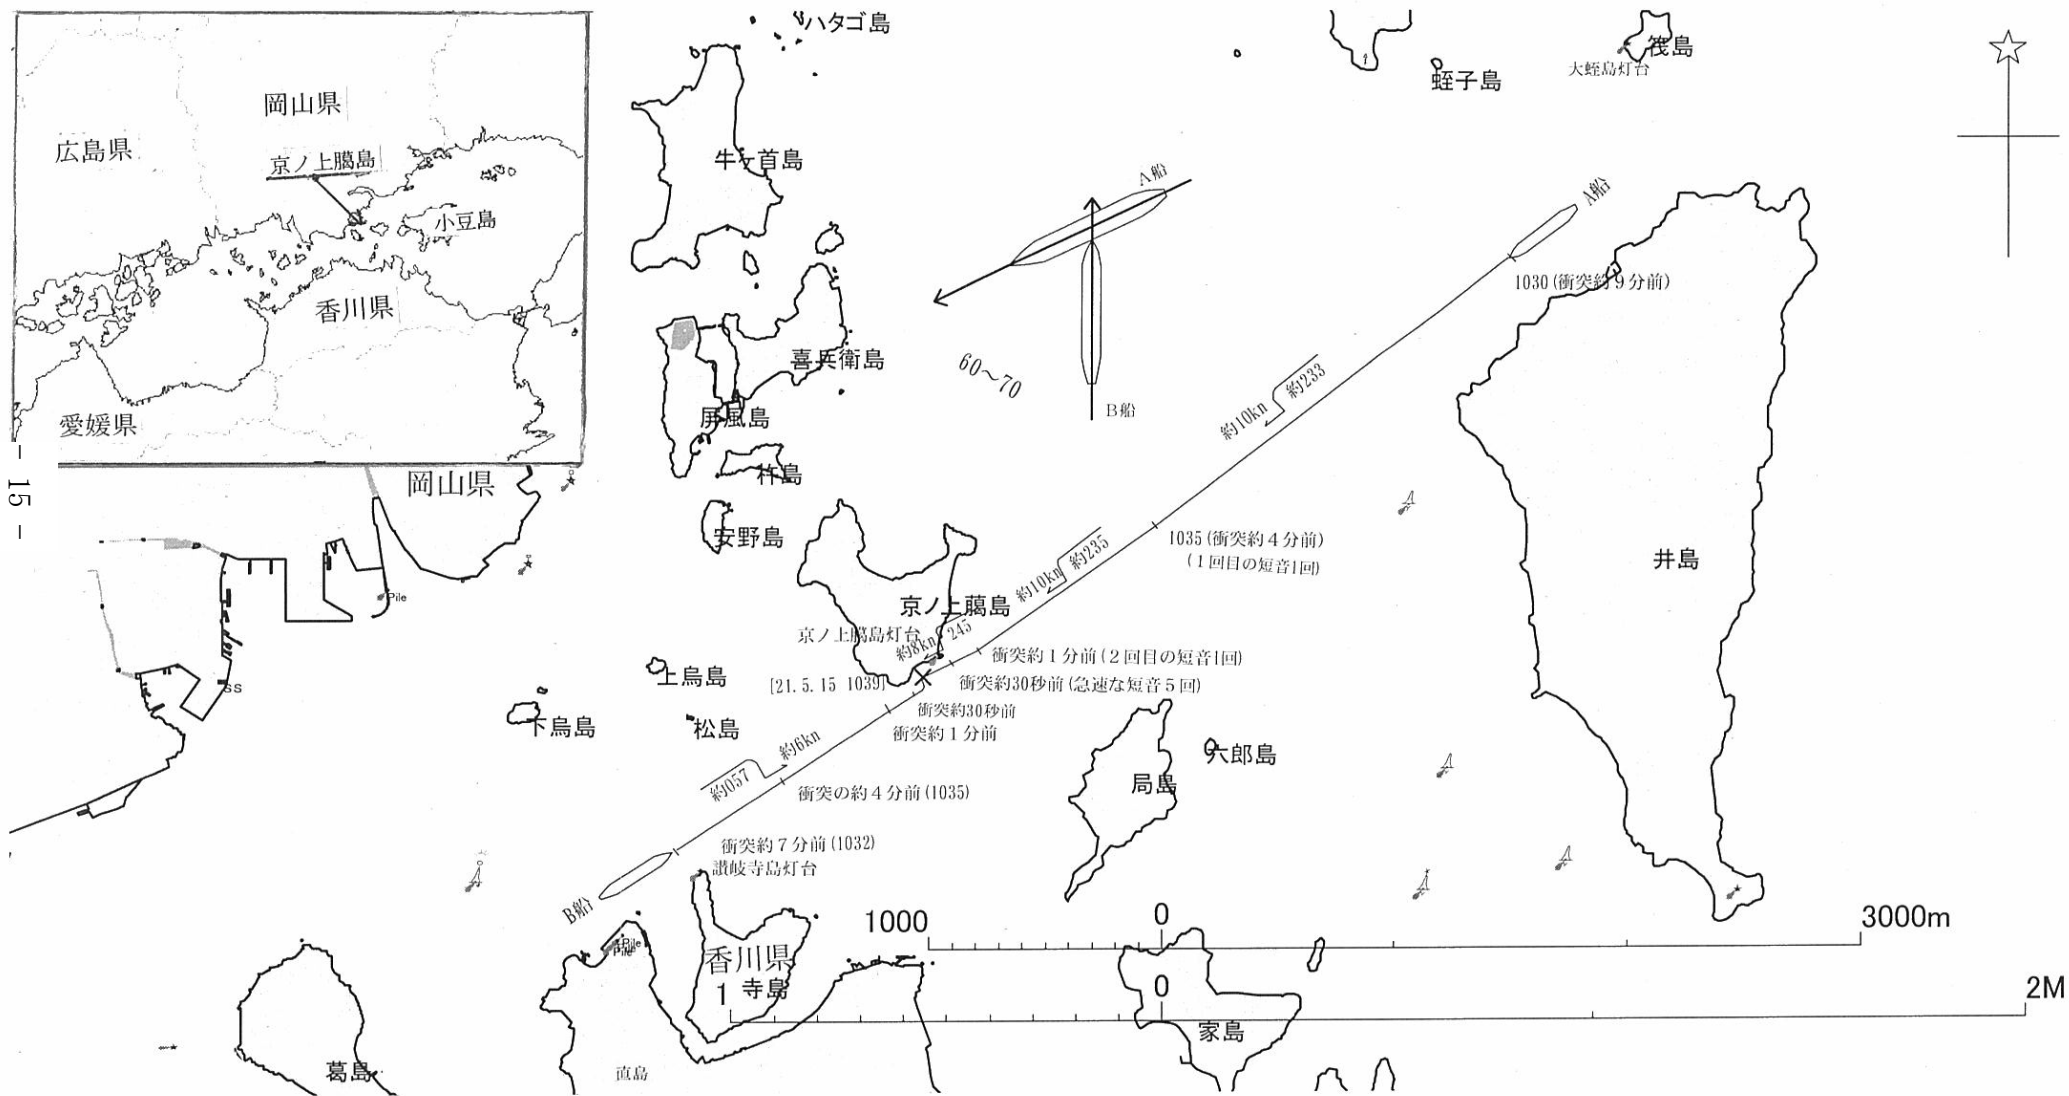 広島県
岡山県
京ノ上臈島
小豆島
香川県
愛媛県
- 15 -
ハタゴ島
牛ヶ首島
蛭子島
大蛭島灯台
筏島
A船
B船
60~70
A船
1030(衝突約9分前)
約233
約10kn
喜兵衛島
屏風島
杵島
安野島
岡山県
Pile
SS
1035(衝突約4分前)
(1回目の短音1回)
約235
約10kn
井島
京ノ上臈島
京ノ上臈島灯台
245
約8kn
衝突約1分前(2回目の短音1回)
衝突約30秒前(急速な短音5回)
[21.5.15 1039]
衝突約30秒前
衝突約1分前
上烏島
下烏島
松島
約6kn
約057
衝突の約4分前(1035)
衝突約7分前(1032)
讃岐寺島灯台
B船
局島
六郎島
Pile
Pile
香川県
寺島
直島
葛島
家島
1000
0
3000m
1
0
2M